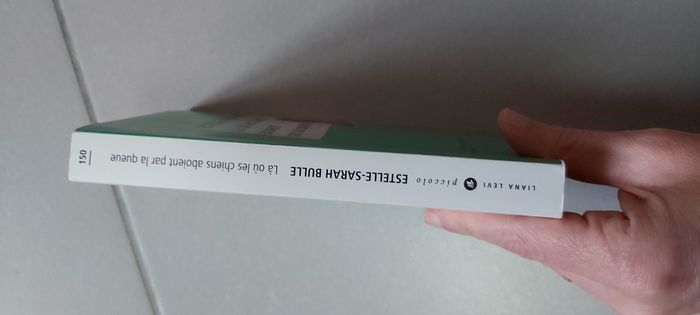 LIANA LEVI
piccolo
ESTELLE-SARAH BULLE
Là où les chiens aboient par la queue
150